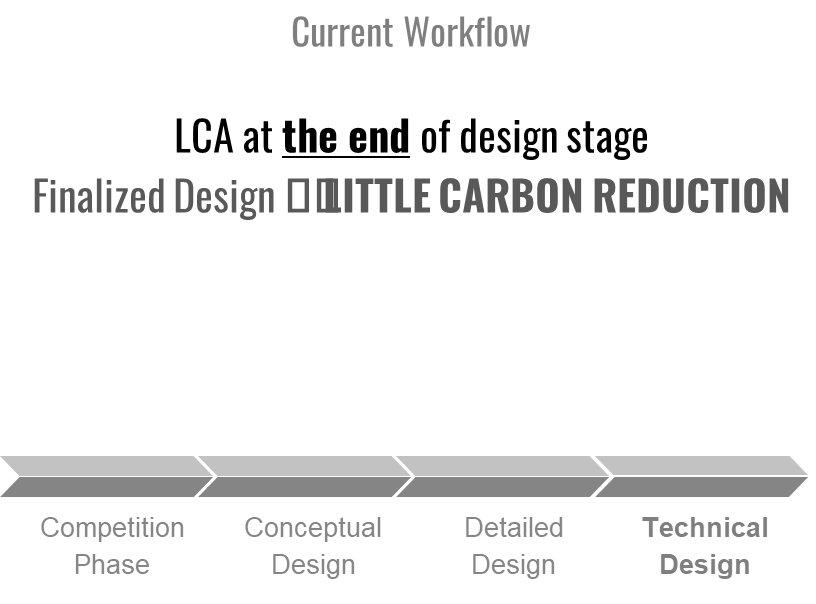 Current Workflow
LCA at the end of design stage
Finalized Design LITTLE CARBON REDUCTION
Competition Phase
Conceptual Design
Detailed Design
Technical Design